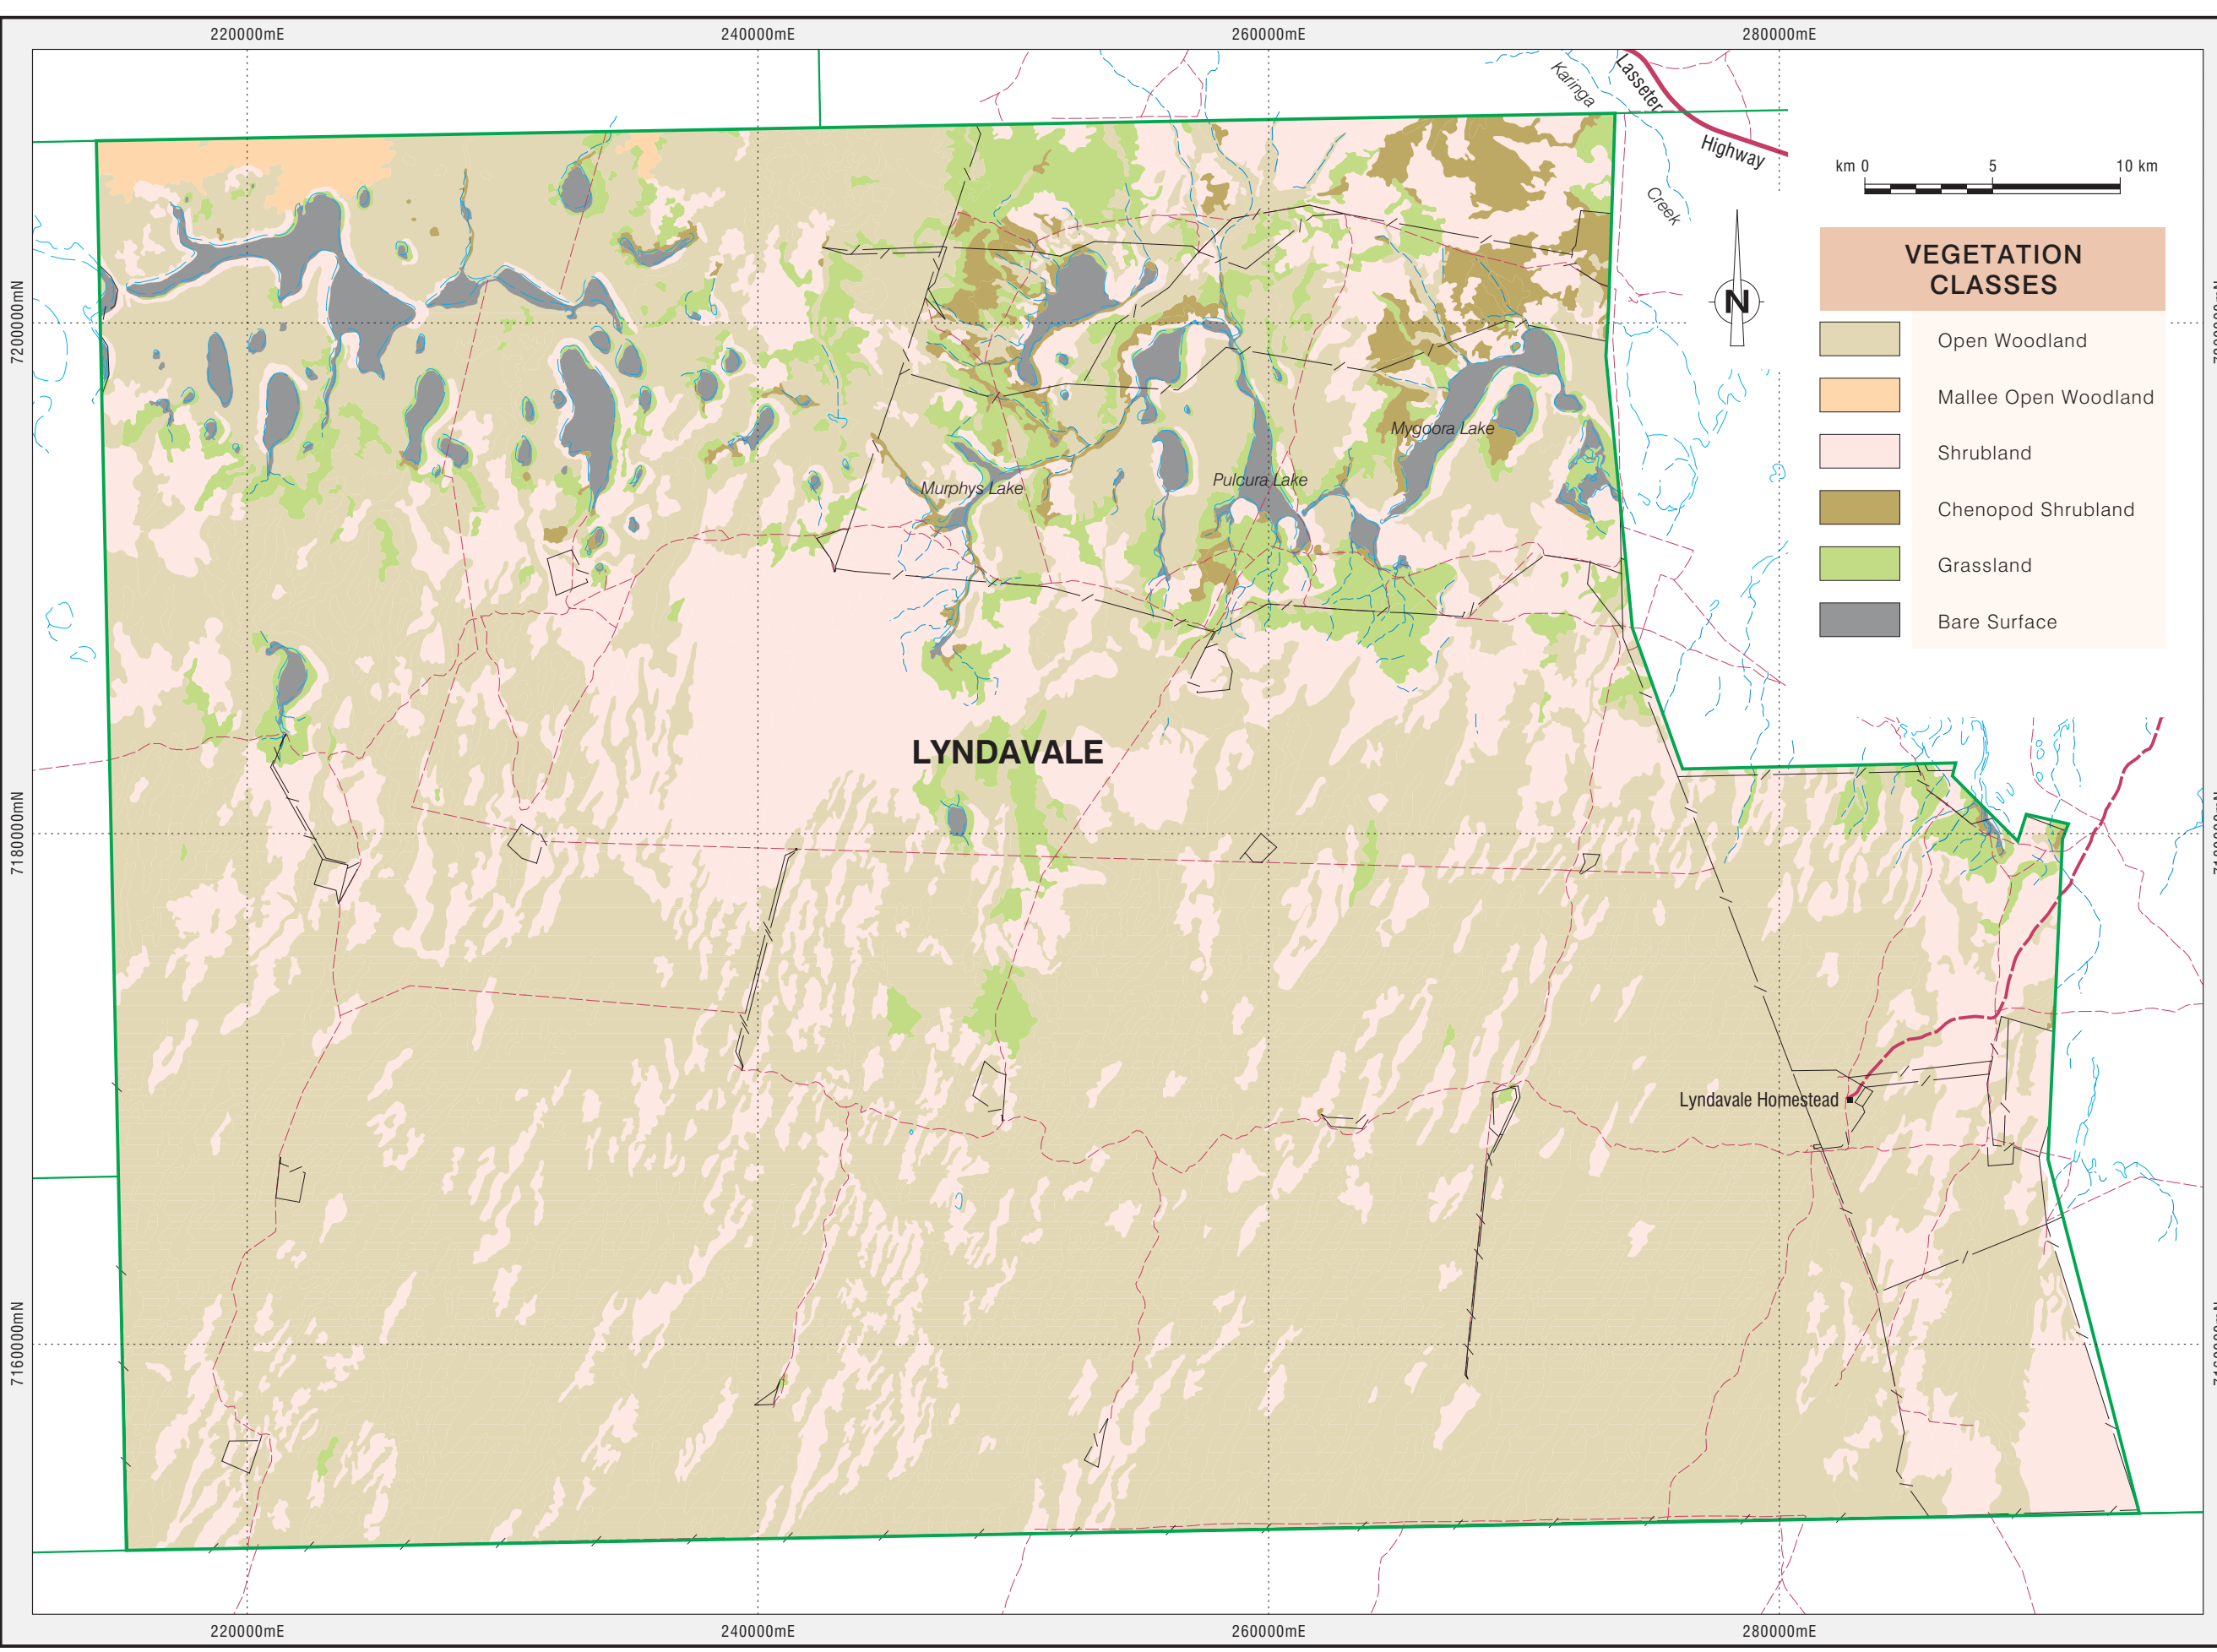 220000mE 240000mE 260000mE 280000mE
Karinga
Lasseter
Highway
km 0 5 10 km
Creek
N
VEGETATION
CLASSES
Open Woodland
Mallee Open Woodland
Shrubland
Chenopod Shrubland
Grassland
Bare Surface
7200000mN
Mygoora Lake
Pulcura Lake
Murphys Lake
LYNDAVALE
7180000mN
Lyndavale Homestead
7160000mN
220000mE 240000mE 260000mE 280000mE